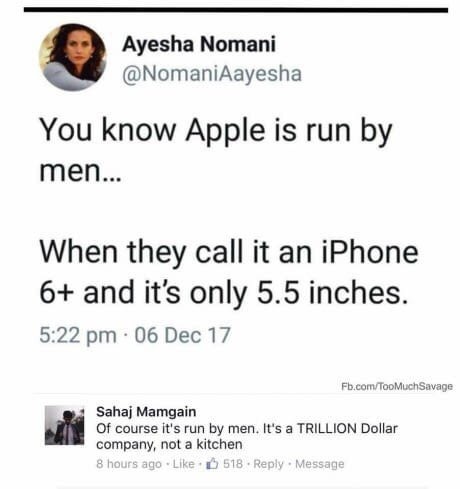 Ayesha Nomani
@NomaniAayesha
You know Apple is run by
men...
When they call it an iPhone
6+ and it's only 5.5 inches.
5:22 pm · 06 Dec 17
Fb.com/TooMuchSavage
Sahaj Mamgain
Of course it's run by men. It's a TRILLION Dollar
company, not a kitchen
8 hours ago · Like · 518 · Reply · Message